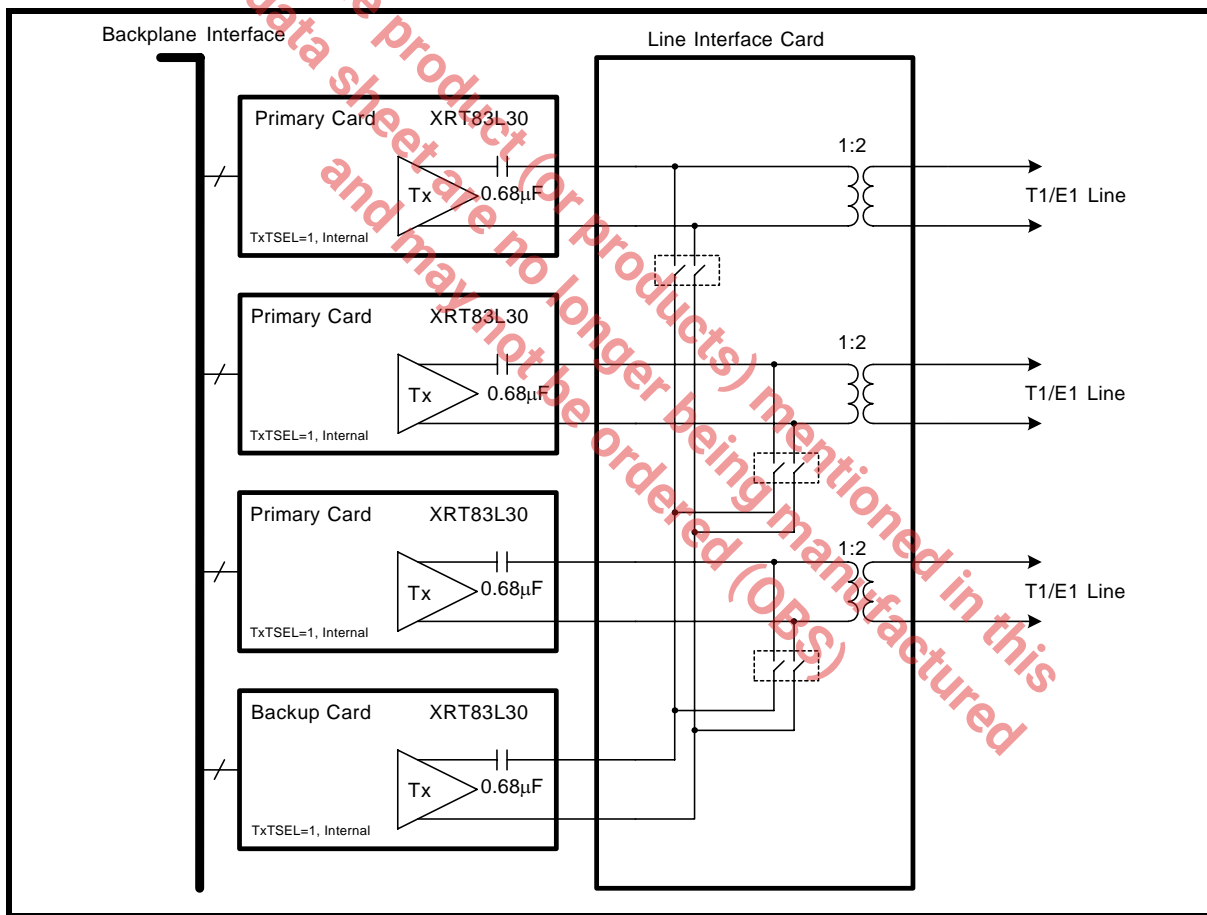 Backplane Interface
Line Interface Card
Primary Card XRT83L30
Tx
0.68μF
TxTSEL=1, Internal
1:2
T1/E1 Line
Primary Card XRT83L30
Tx
0.68μF
TxTSEL=1, Internal
1:2
T1/E1 Line
Primary Card XRT83L30
Tx
0.68μF
TxTSEL=1, Internal
1:2
T1/E1 Line
Backup Card XRT83L30
Tx
0.68μF
TxTSEL=1, Internal
product (or products) mentioned in this
data sheet are no longer being manufactured
and may not be ordered (OBS)